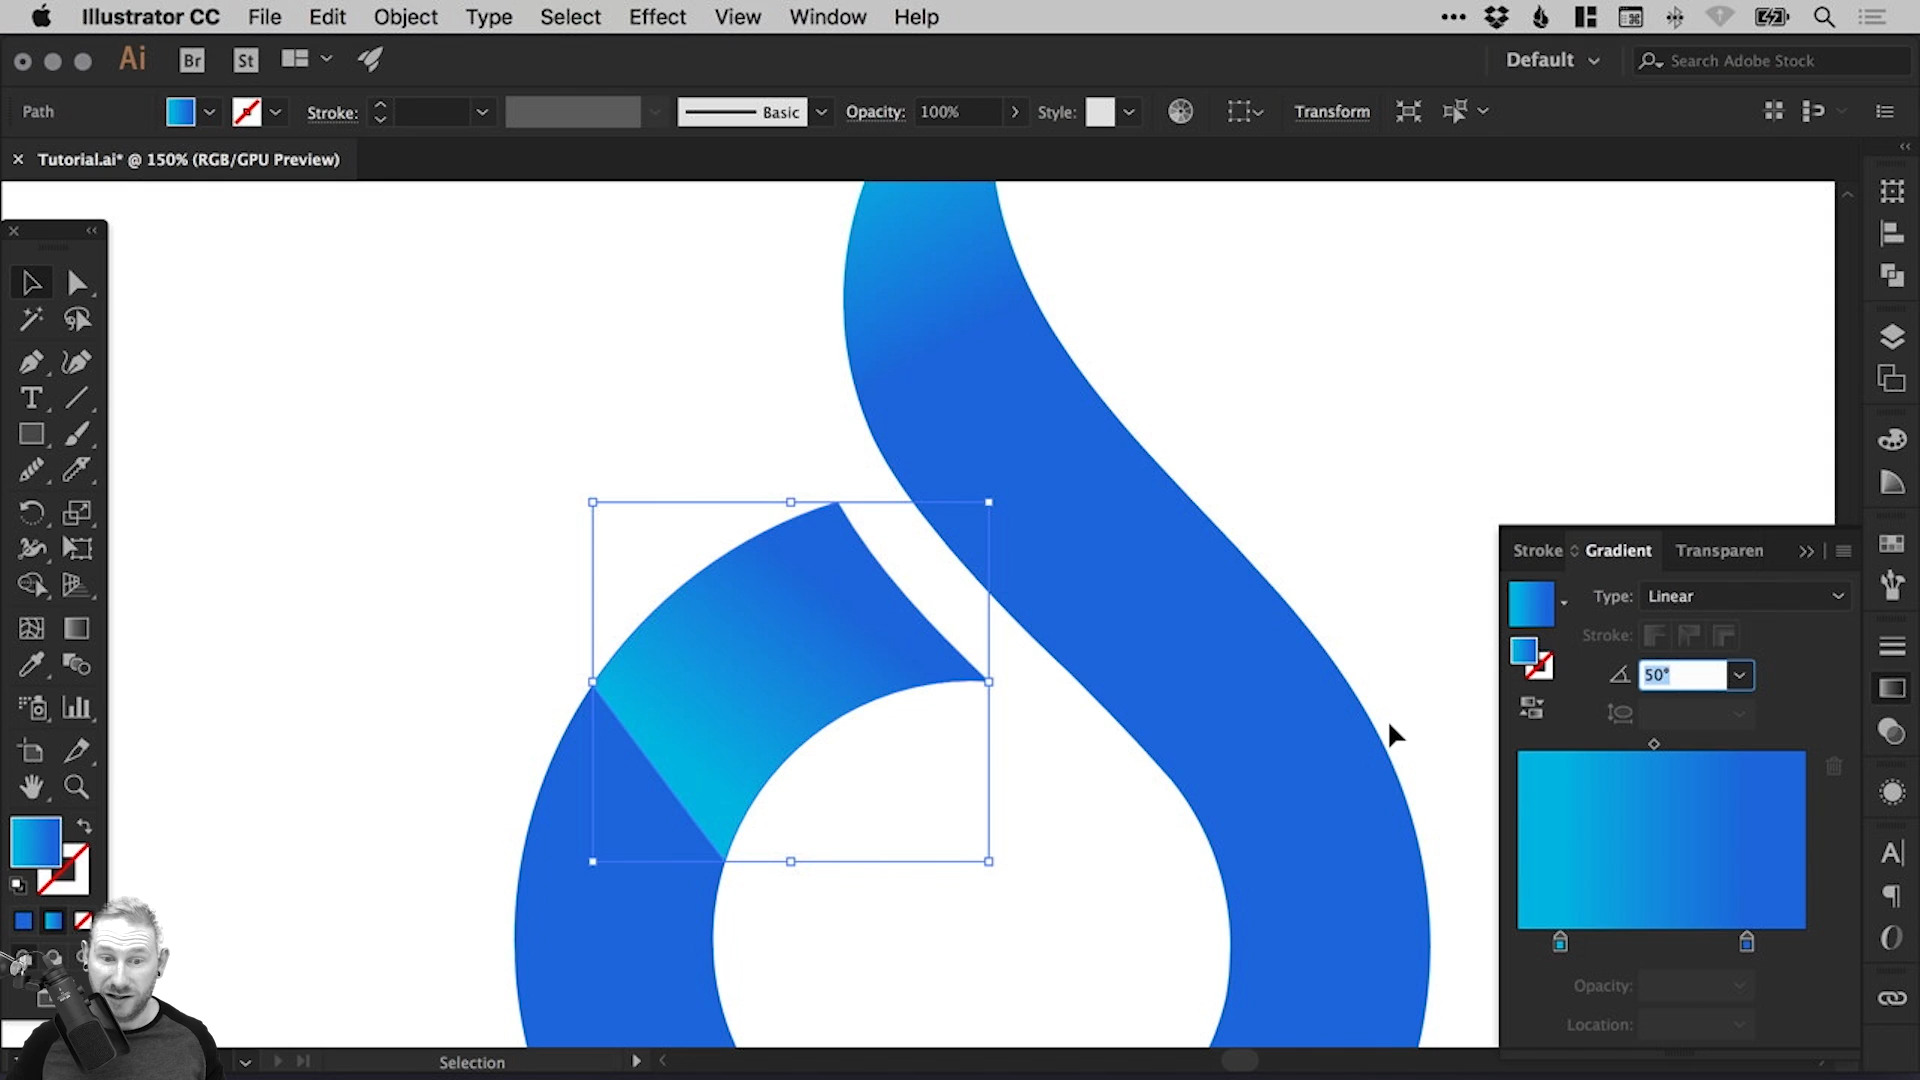 Illustrator CC File Edit Object Type Select Effect View Window Help
Ai Br St Default Search Adobe Stock
Path Stroke: Basic Opacity: 100% Style: Transform
Tutorial.ai* @ 150% (RGB/GPU Preview)
Stroke Gradient Transparen
Type: Linear
Stroke:
50°
Opacity:
Location:
Selection